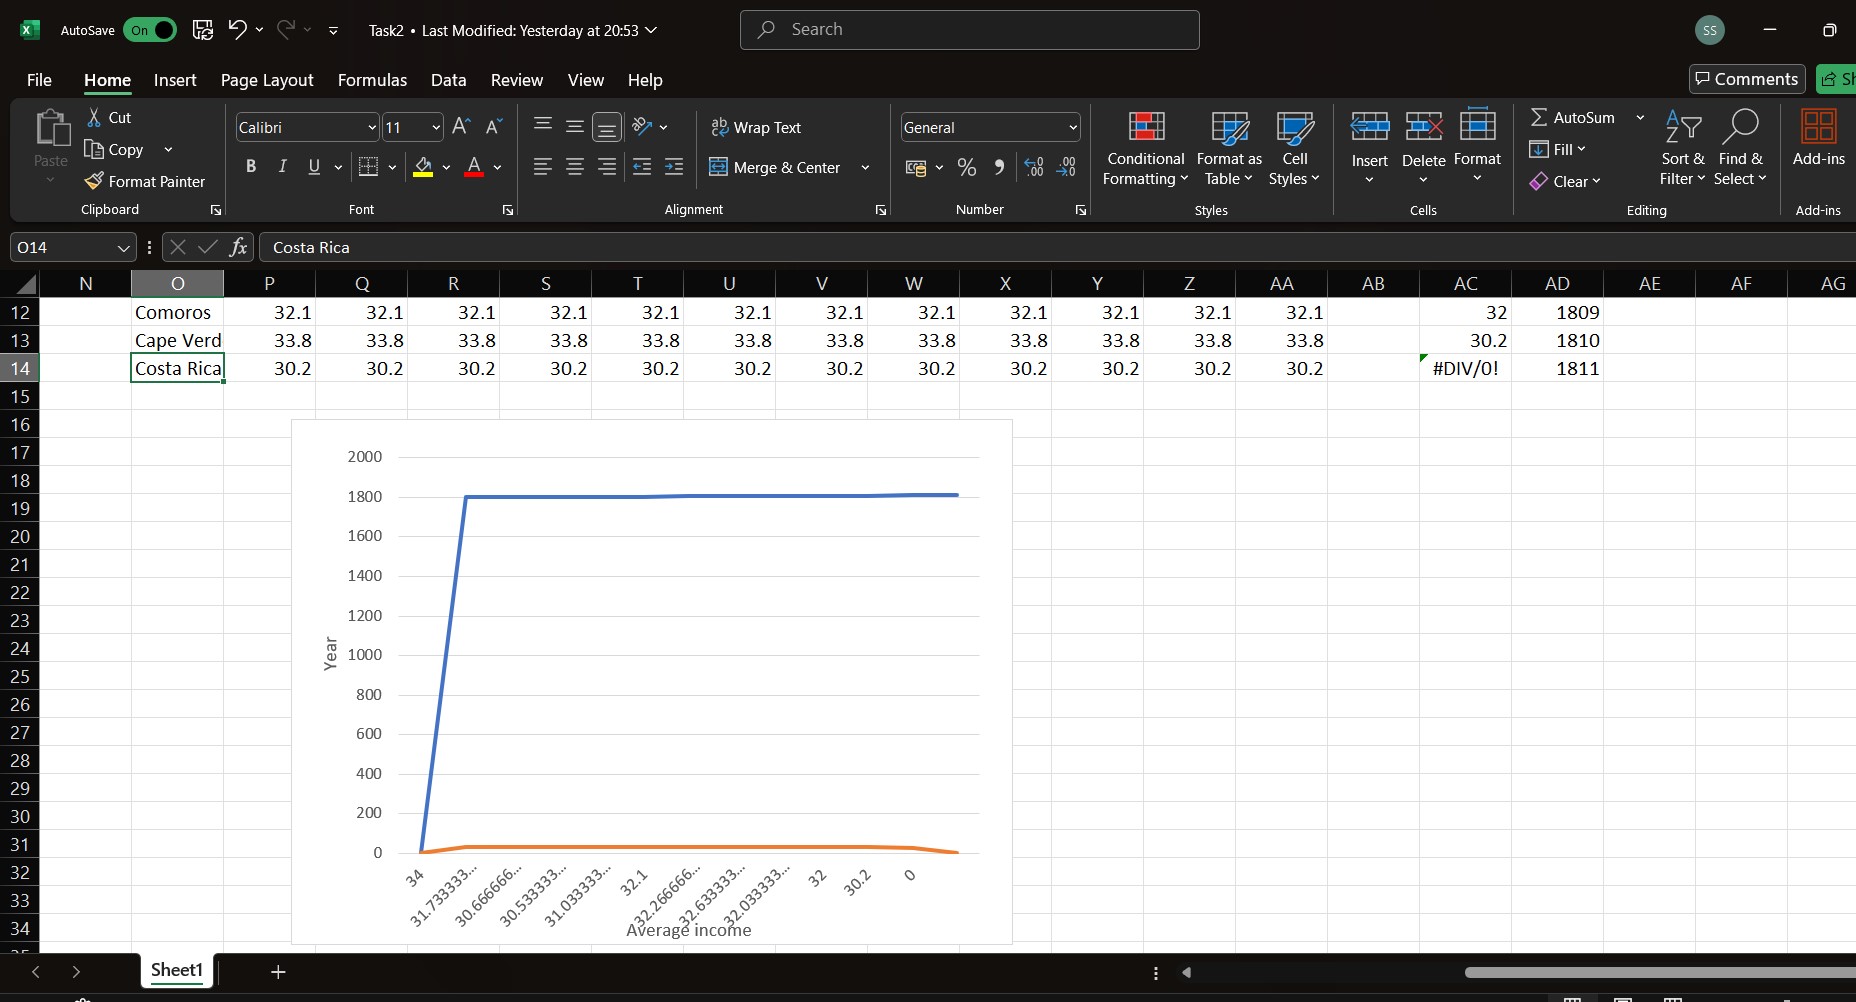 AutoSave On Task2 • Last Modified: Yesterday at 20:53 Search SS
File Home Insert Page Layout Formulas Data Review View Help Comments Sh
Paste Cut Copy Format Painter Clipboard
Calibri 11 B I U A Font
ab Wrap Text Merge & Center Alignment
General % Number
Conditional Formatting Format as Table Cell Styles Styles
Insert Delete Format Cells
AutoSum Fill Clear Sort & Filter Find & Select Editing
Add-ins Add-ins
O14 fx Costa Rica
N O P Q R S T U V W X Y Z AA AB AC AD AE AF AG
12 Comoros 32.1 32.1 32.1 32.1 32.1 32.1 32.1 32.1 32.1 32.1 32.1 32.1 32 1809
13 Cape Verd 33.8 33.8 33.8 33.8 33.8 33.8 33.8 33.8 33.8 33.8 33.8 33.8 30.2 1810
14 Costa Rica 30.2 30.2 30.2 30.2 30.2 30.2 30.2 30.2 30.2 30.2 30.2 30.2 #DIV/0! 1811
15
16
17
18
19
20
21
22
23
24
25
26
27
28
29
30
31
32
33
34
2000
1800
1600
1400
1200
1000
800
600
400
200
0
Year
34 31.733333... 30.666666... 30.533333... 31.033333... 32.1 32.266666... 32.633333... 32.033333... 32 30.2 0
Average income
Sheet1